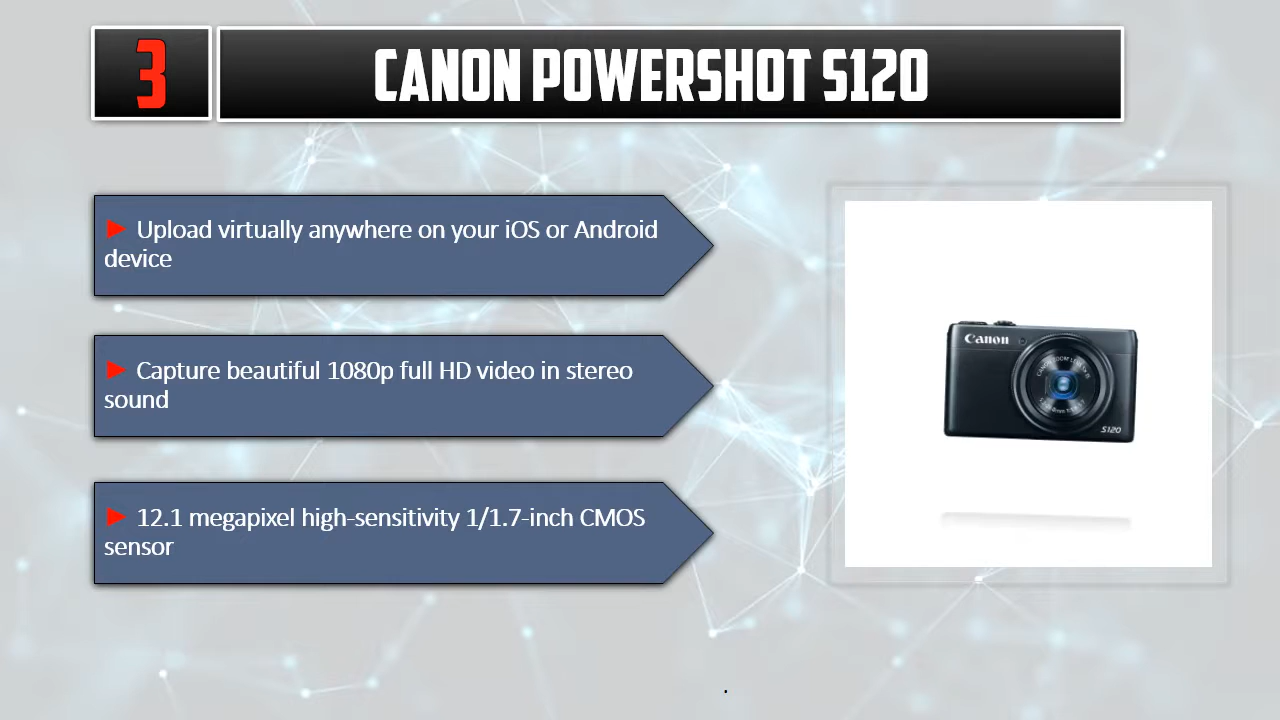 3
CANON POWERSHOT S120
► Upload virtually anywhere on your iOS or Android
device
► Capture beautiful 1080p full HD video in stereo
sound
► 12.1 megapixel high-sensitivity 1/1.7-inch CMOS
sensor
Canon
S120
.